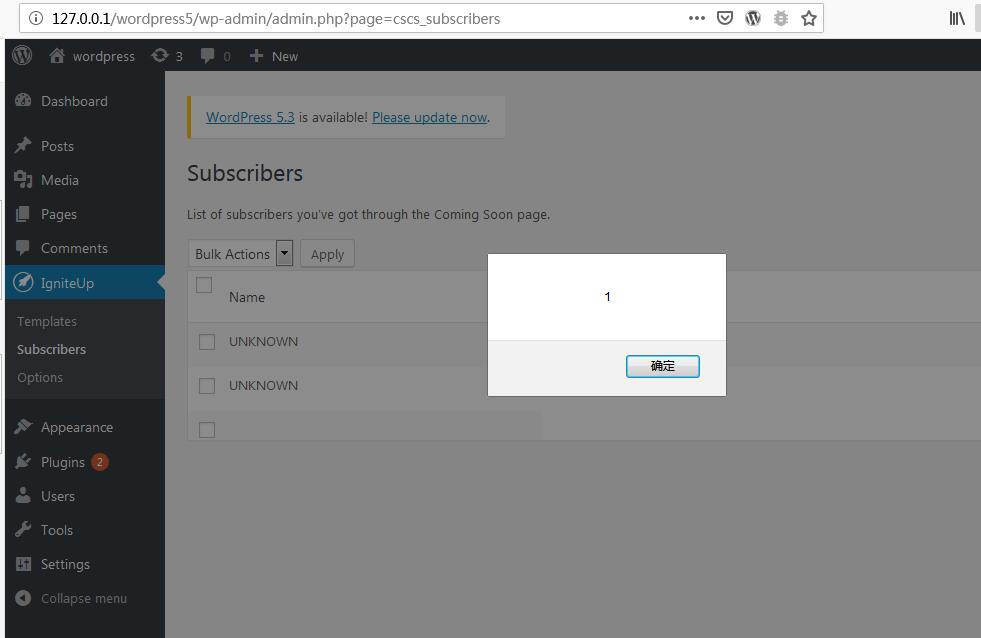 127.0.0.1/wordpress5/wp-admin/admin.php?page=cscs_subscribers
wordpress 3 0 New
Dashboard
Posts
Media
Pages
Comments
IgniteUp
Templates
Subscribers
Options
Appearance
Plugins 2
Users
Tools
Settings
Collapse menu
WordPress 5.3 is available! Please update now.
Subscribers
List of subscribers you've got through the Coming Soon page.
Bulk Actions Apply
Name
UNKNOWN
UNKNOWN
1
确定